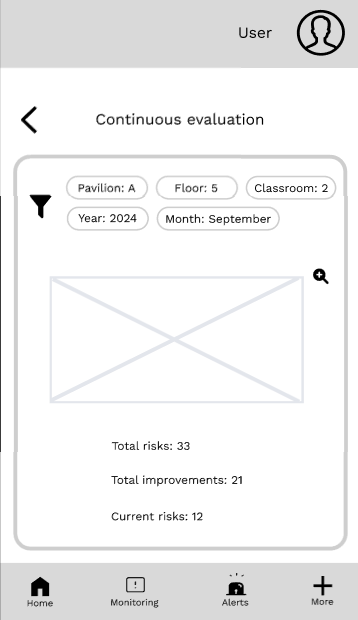 User
Continuous evaluation
Pavilion: A Floor: 5 Classroom: 2
Year: 2024 Month: September
Total risks: 33
Total improvements: 21
Current risks: 12
Home Monitoring Alerts More